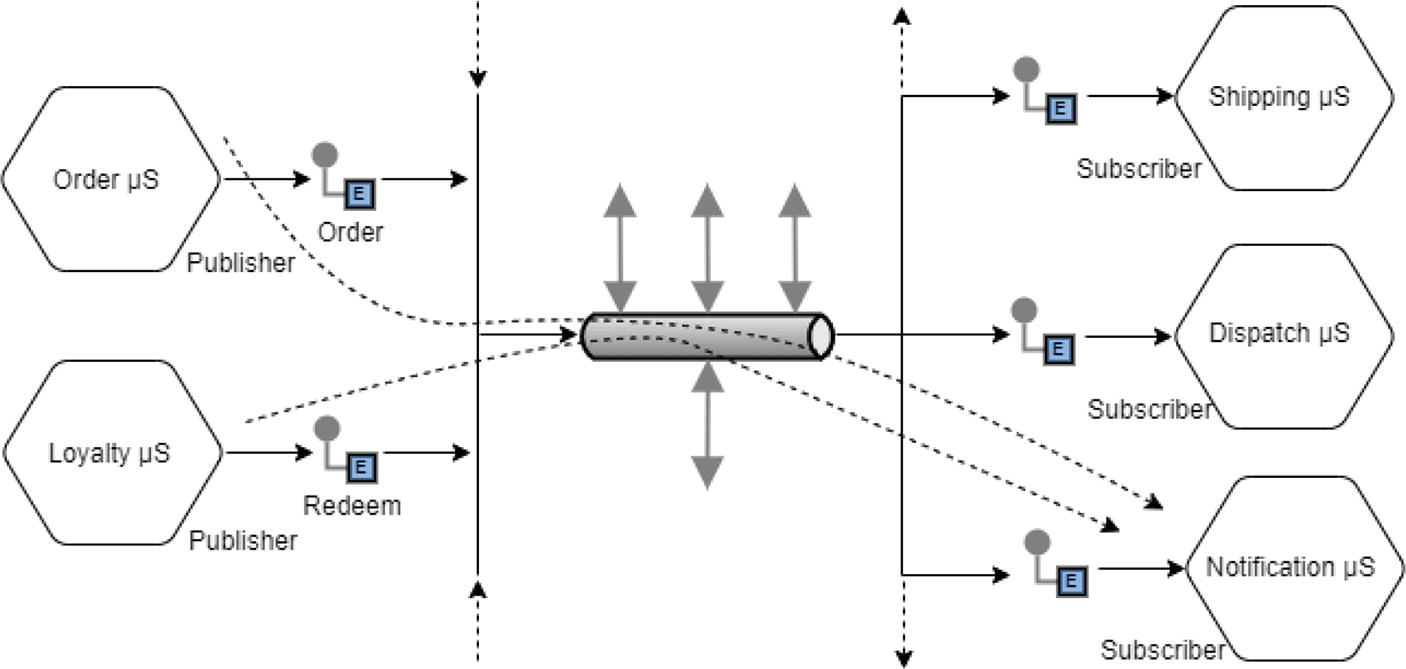 Order µS
E
Order
Publisher
Loyalty µS
E
Redeem
Publisher
E
Shipping µS
Subscriber
E
Dispatch µS
Subscriber
E
Notification µS
Subscriber